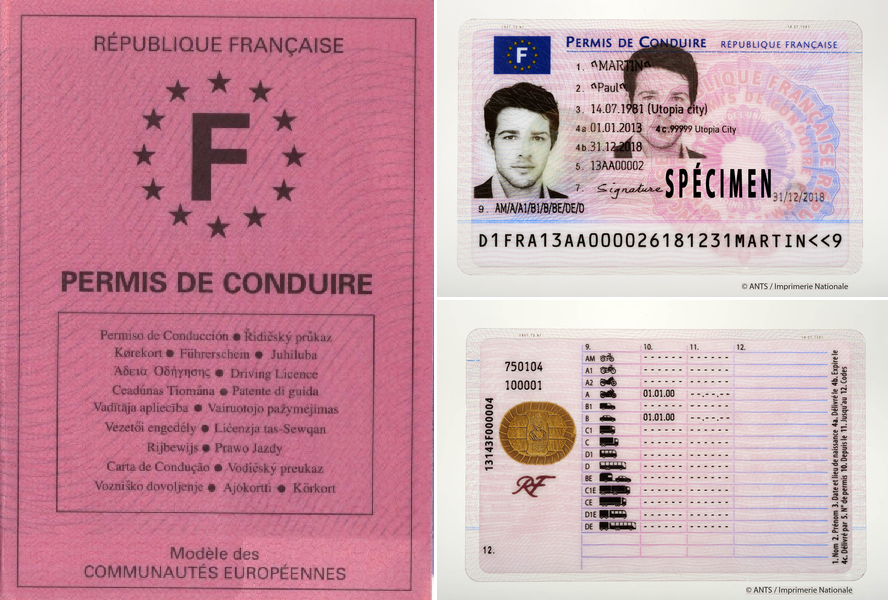 RÉPUBLIQUE FRANÇAISE
F
PERMIS DE CONDUIRE
Permiso de Conducción ● Řidičský průkaz
Kørekort ● Führerschein ● Juhiluba
Άδεια Οδήγησης ● Driving Licence
Ceadúnas Tiomána ● Patente di guida
Vadītāja apliecība ● Vairuotojo pažymėjimas
Vezetői engedély ● Liċenzja tas-Sewqan
Rijbewijs ● Prawo Jazdy
Carta de Condução ● Vodičský preukaz
Vozniško dovoljenje ● Ajokortti ● Körkort
Modèle des
COMMUNAUTÉS EUROPÉENNES
F
PERMIS DE CONDUIRE RÉPUBLIQUE FRANÇAISE
1. MARTIN
2. Paul
3. 14.07.1981 (Utopia city)
4a 01.01.2013 4c.99999 Utopia City
4b 31.12.2018
5. 13AA00002
7. Signature SPÉCIMEN 31/12/2018
9. AM/A/A1/B1/B/BE/DE/D
D1FRA13AA000026181231MARTIN<<9
© ANTS / Imprimerie Nationale
9. 10. 11. 12.
750104
100001
13143F000004
RF
AM
A1
A2
A 01.01.00
B1
B 01.01.00
C1
C
D1
D
BE
C1E
CE
D1E
DE
12.
1. Nom 2. Prénom 3. Date et lieu de naissance 4a. Délivré le 4b. Expire le
4c. Délivré par 5. N° de permis 10. Depuis le 11. Jusqu'au 12. Codes
© ANTS / Imprimerie Nationale